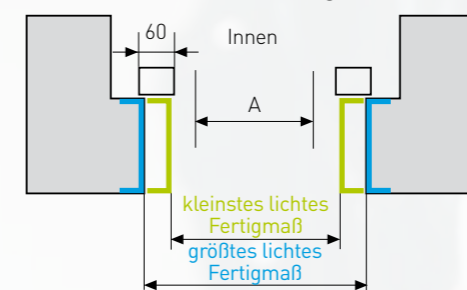 60
Innen
A
kleinstes lichtes
Fertigmaß
größtes lichtes
Fertigmaß